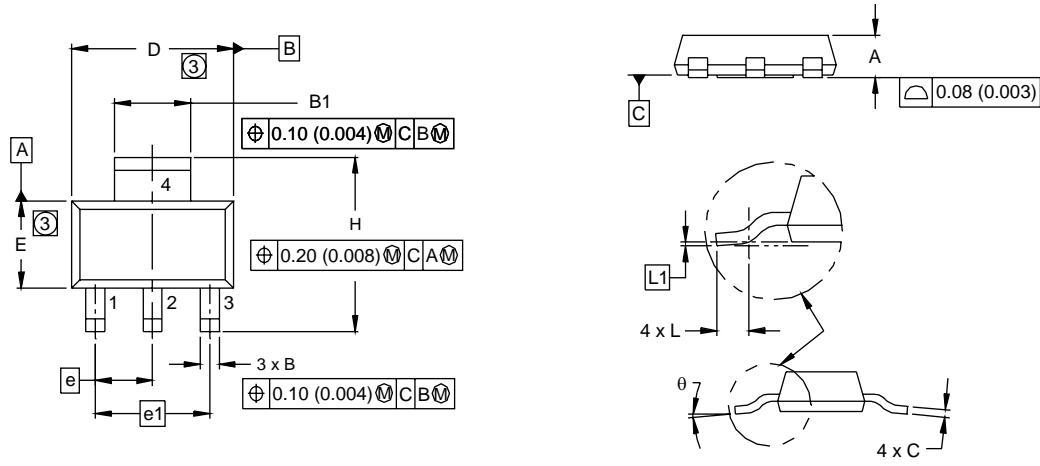 D
B
3
B1
⌖ 0.10 (0.004) Ⓜ C B Ⓜ
A
4
3
E
H
⌖ 0.20 (0.008) Ⓜ C A Ⓜ
1 2 3
3 x B
e
e1
⌖ 0.10 (0.004) Ⓜ C B Ⓜ
A
C
⌓ 0.08 (0.003)
L1
4 x L
θ
4 x C